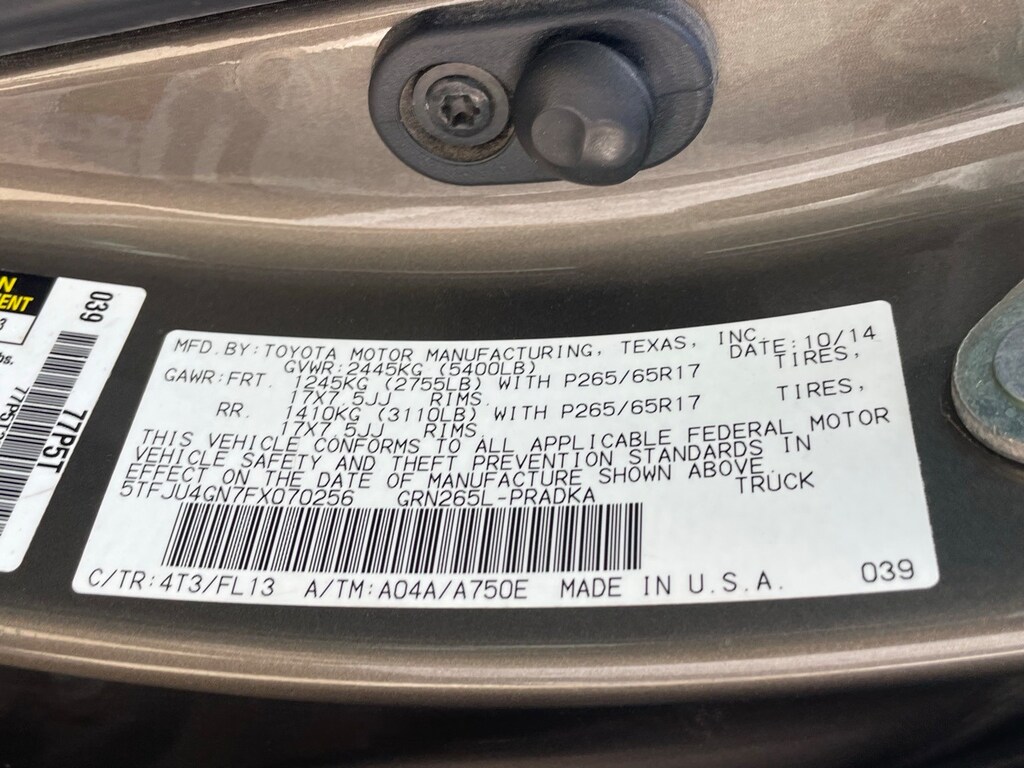 MFD. BY: TOYOTA MOTOR MANUFACTURING, TEXAS, INC. DATE: 10/14
GVWR: 2445KG (5400LB)
GAWR: FRT. 1245KG (2755LB) WITH P265/65R17 TIRES,
17X7.5JJ RIMS.
RR. 1410KG (3110LB) WITH P265/65R17 TIRES,
17X7.5JJ RIMS
THIS VEHICLE CONFORMS TO ALL APPLICABLE FEDERAL MOTOR
VEHICLE SAFETY AND THEFT PREVENTION STANDARDS IN
EFFECT ON THE DATE OF MANUFACTURE SHOWN ABOVE.
5TFJU4GN7FX070256 GRN265L-PRADKA TRUCK
C/TR: 4T3/FL13 A/TM: A04A/A750E MADE IN U.S.A. 039
039
77P5T